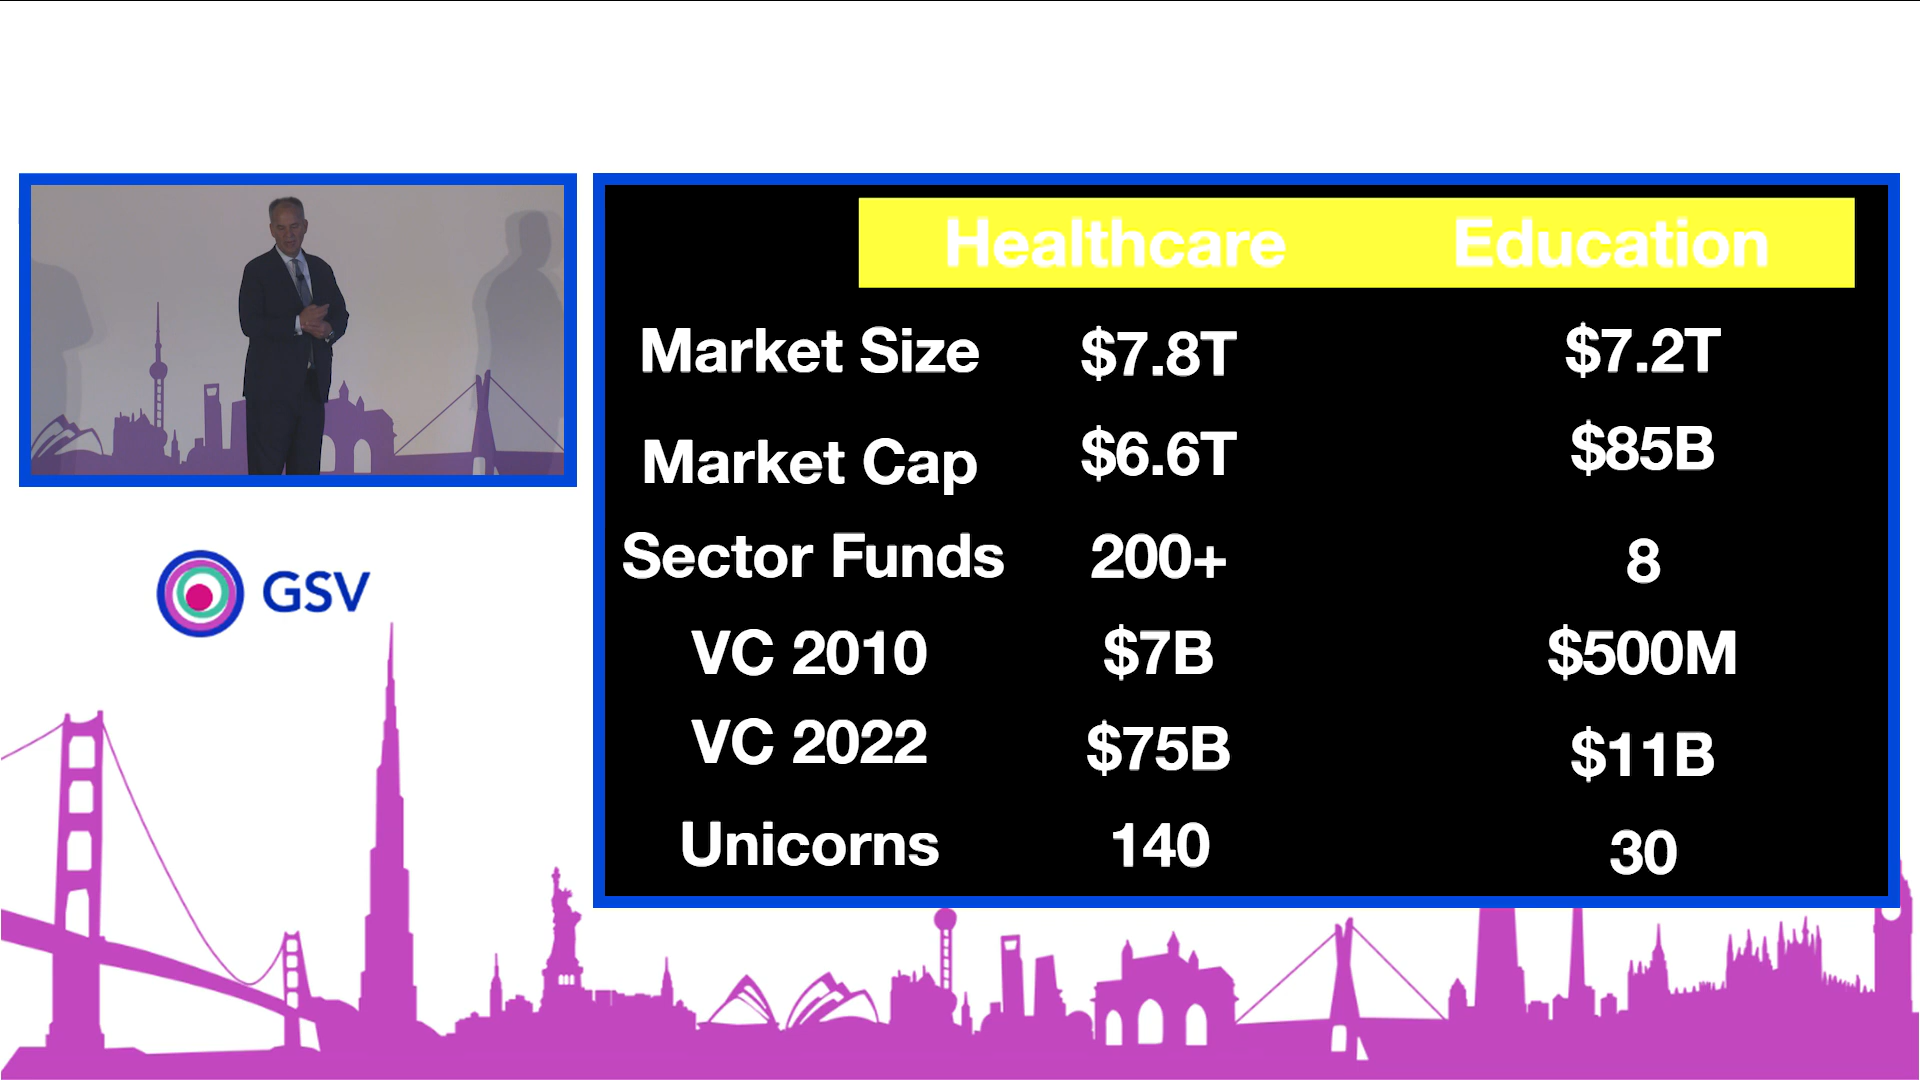 Healthcare Education
Market Size $7.8T $7.2T
Market Cap $6.6T $85B
Sector Funds 200+ 8
VC 2010 $7B $500M
VC 2022 $75B $11B
Unicorns 140 30
GSV